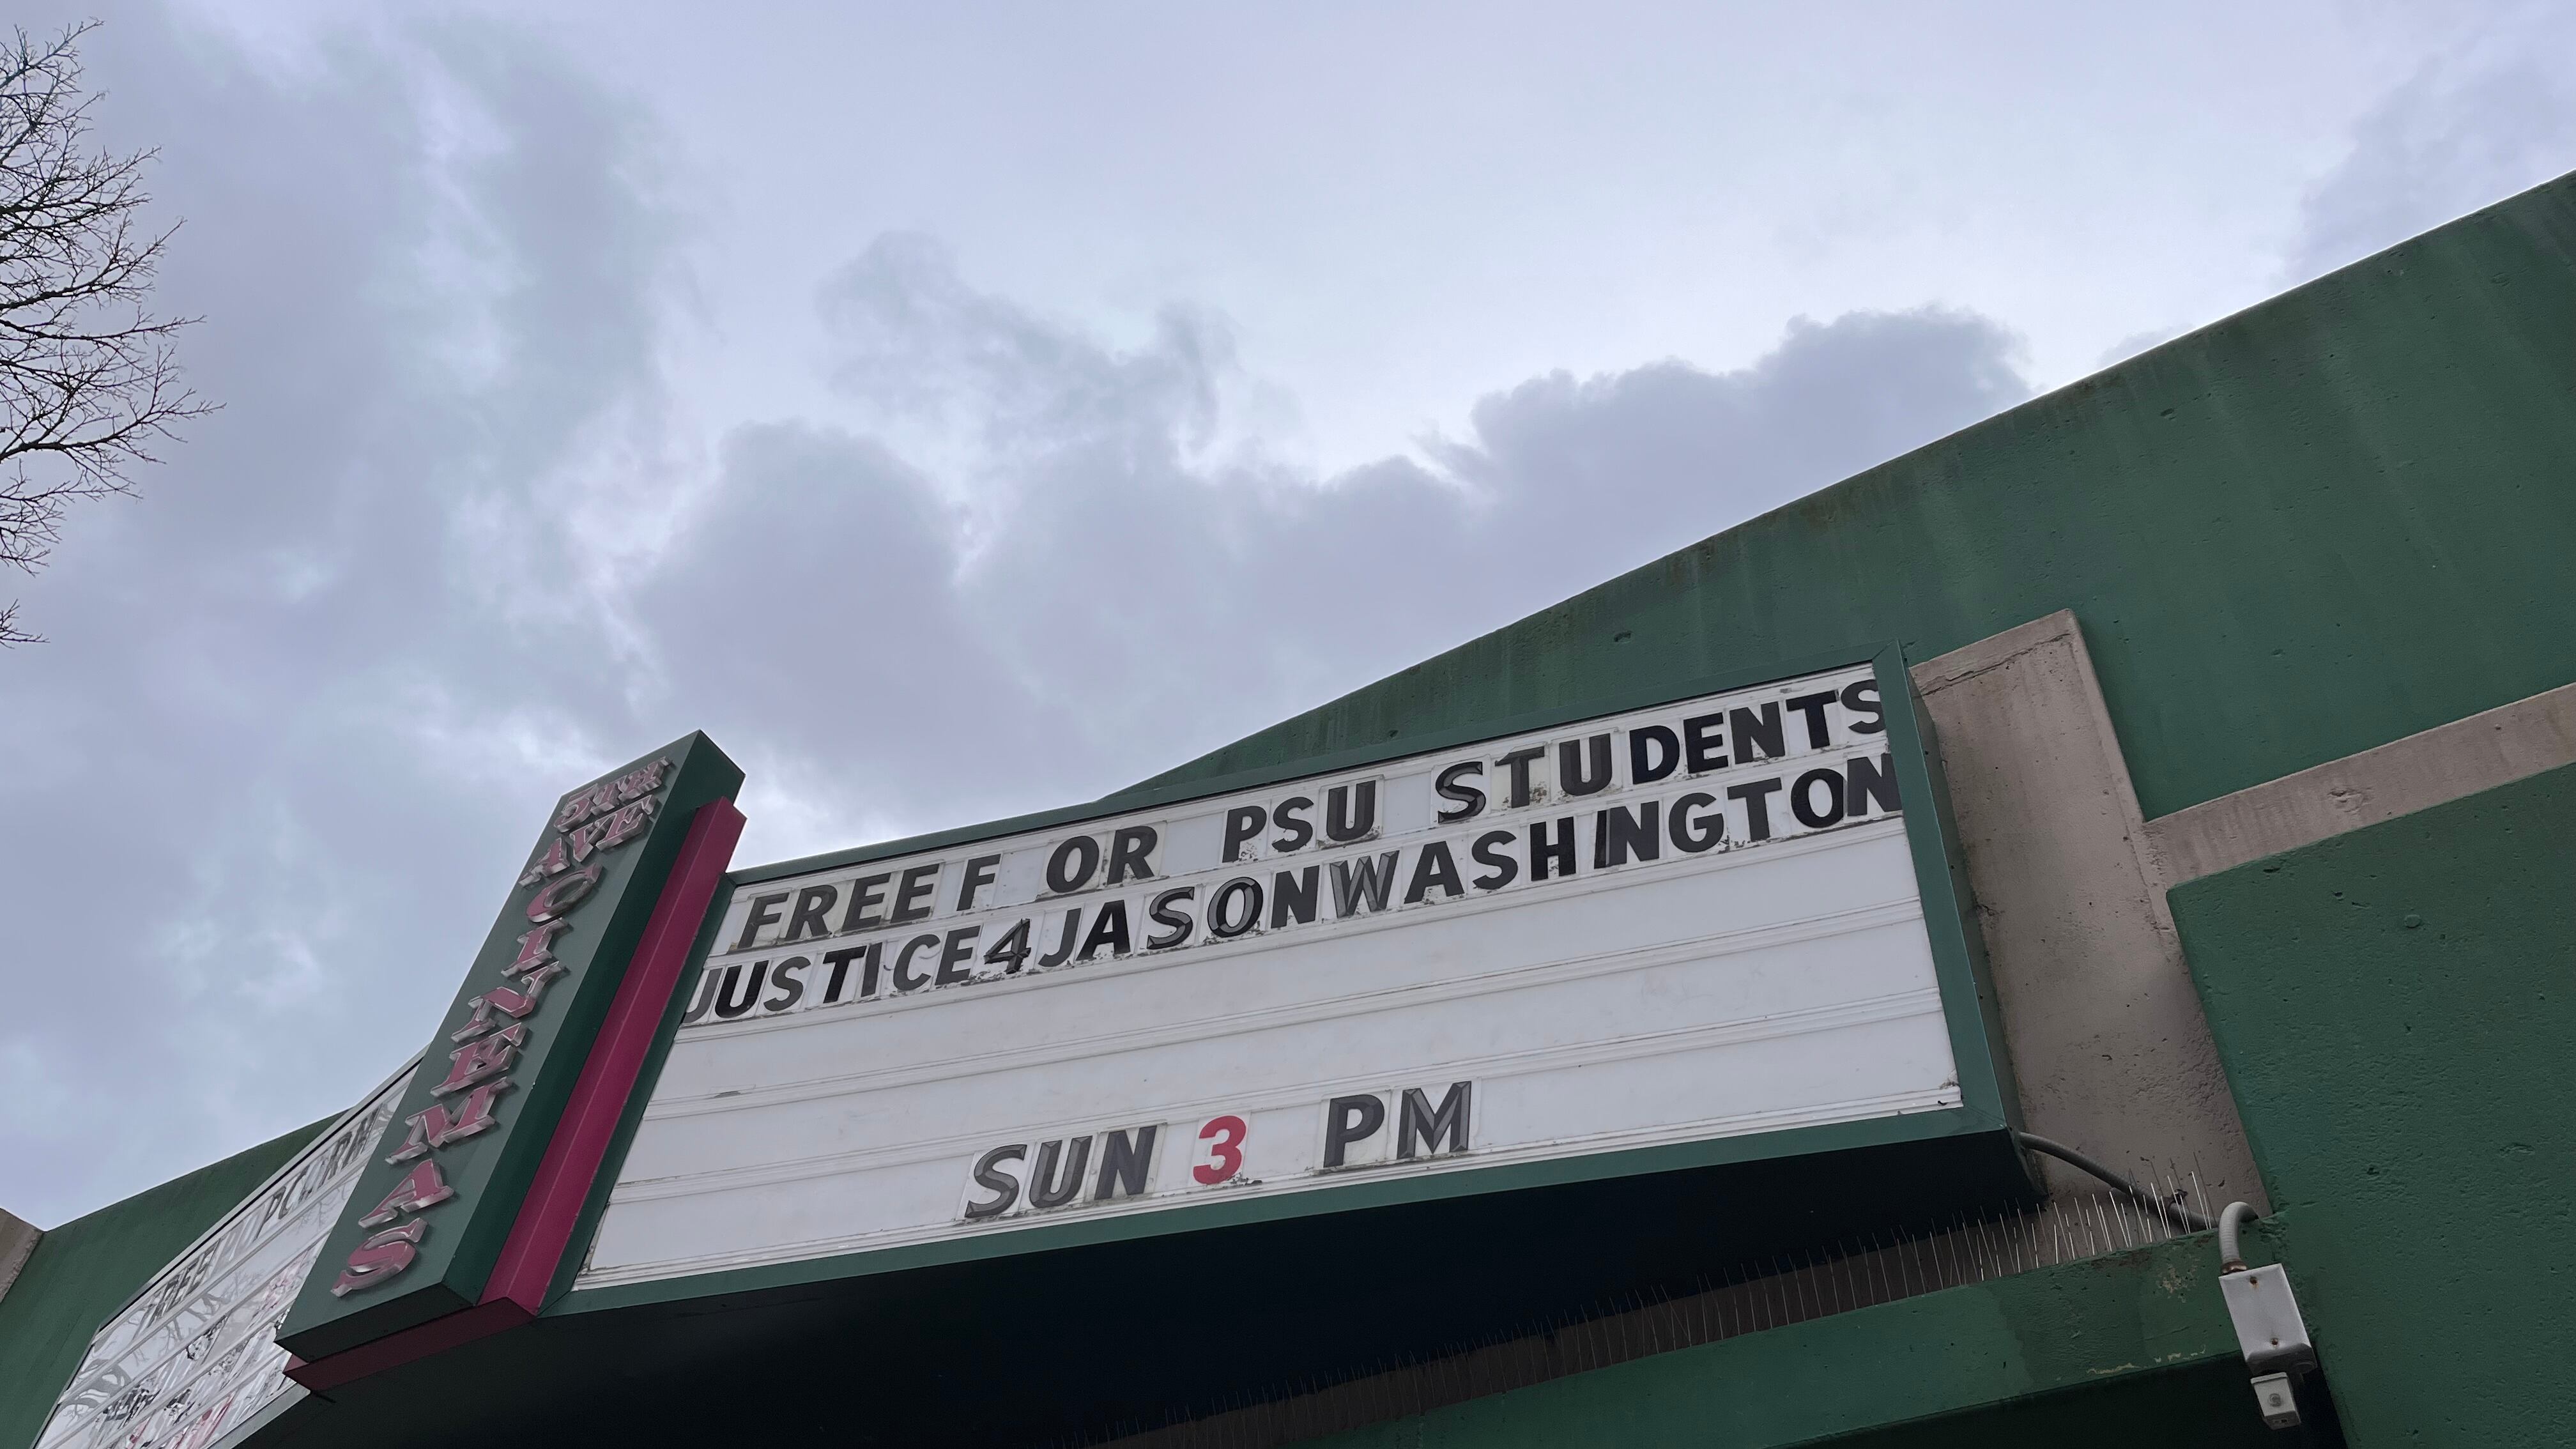 5TH
AVE
CINEMAS
FREE F OR PSU STUDENTS
JUSTICE4JASONWASHINGTON
SUN 3 PM